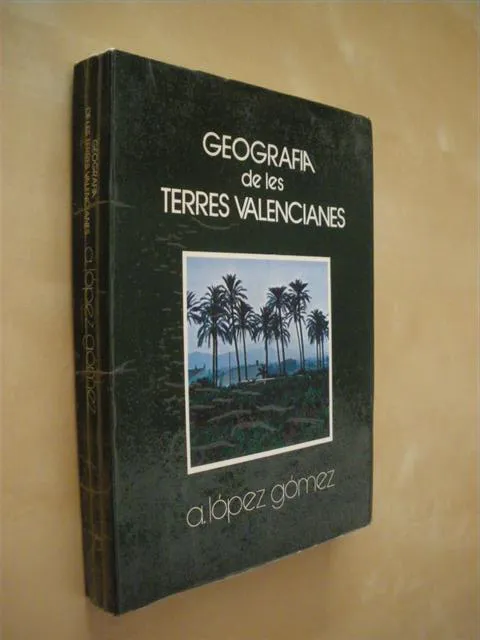 GEOGRAFIA
de les
TERRES VALENCIANES
a. lópez gómez
GEOGRAFIA
DE LES TERRES VALENCIANES...a. lópez gómez